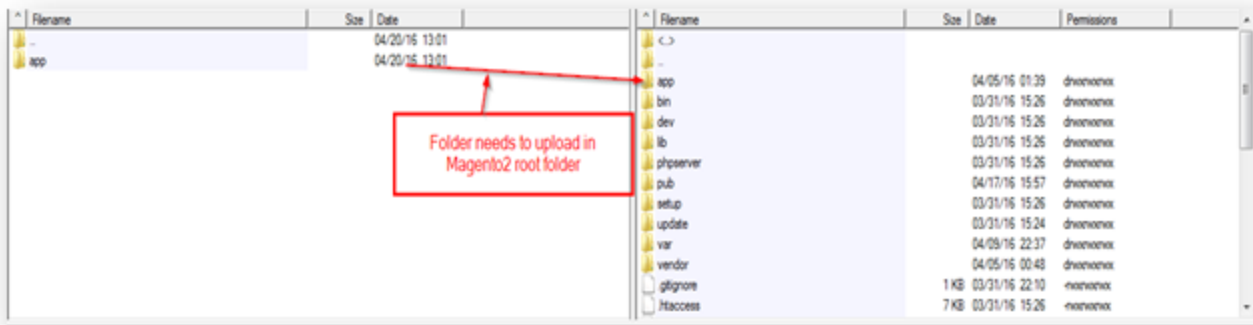 ^ Filename Size Date
.. 04/20/16 13:01
app 04/20/16 13:01
Folder needs to upload in
Magento2 root folder
^ Filename Size Date Permissions
<.>
..
app 04/05/16 01:39 drwxrwxrwx
bin 03/31/16 15:26 drwxrwxrwx
dev 03/31/16 15:26 drwxrwxrwx
lib 03/31/16 15:26 drwxrwxrwx
phpserver 03/31/16 15:26 drwxrwxrwx
pub 04/17/16 15:57 drwxrwxrwx
setup 03/31/16 15:26 drwxrwxrwx
update 03/31/16 15:24 drwxrwxrwx
var 04/09/16 22:37 drwxrwxrwx
vendor 04/05/16 00:48 drwxrwxrwx
.gitignore 1 KB 03/31/16 22:10 -rwxrwxrwx
.htaccess 7 KB 03/31/16 15:26 -rwxrwxrwx